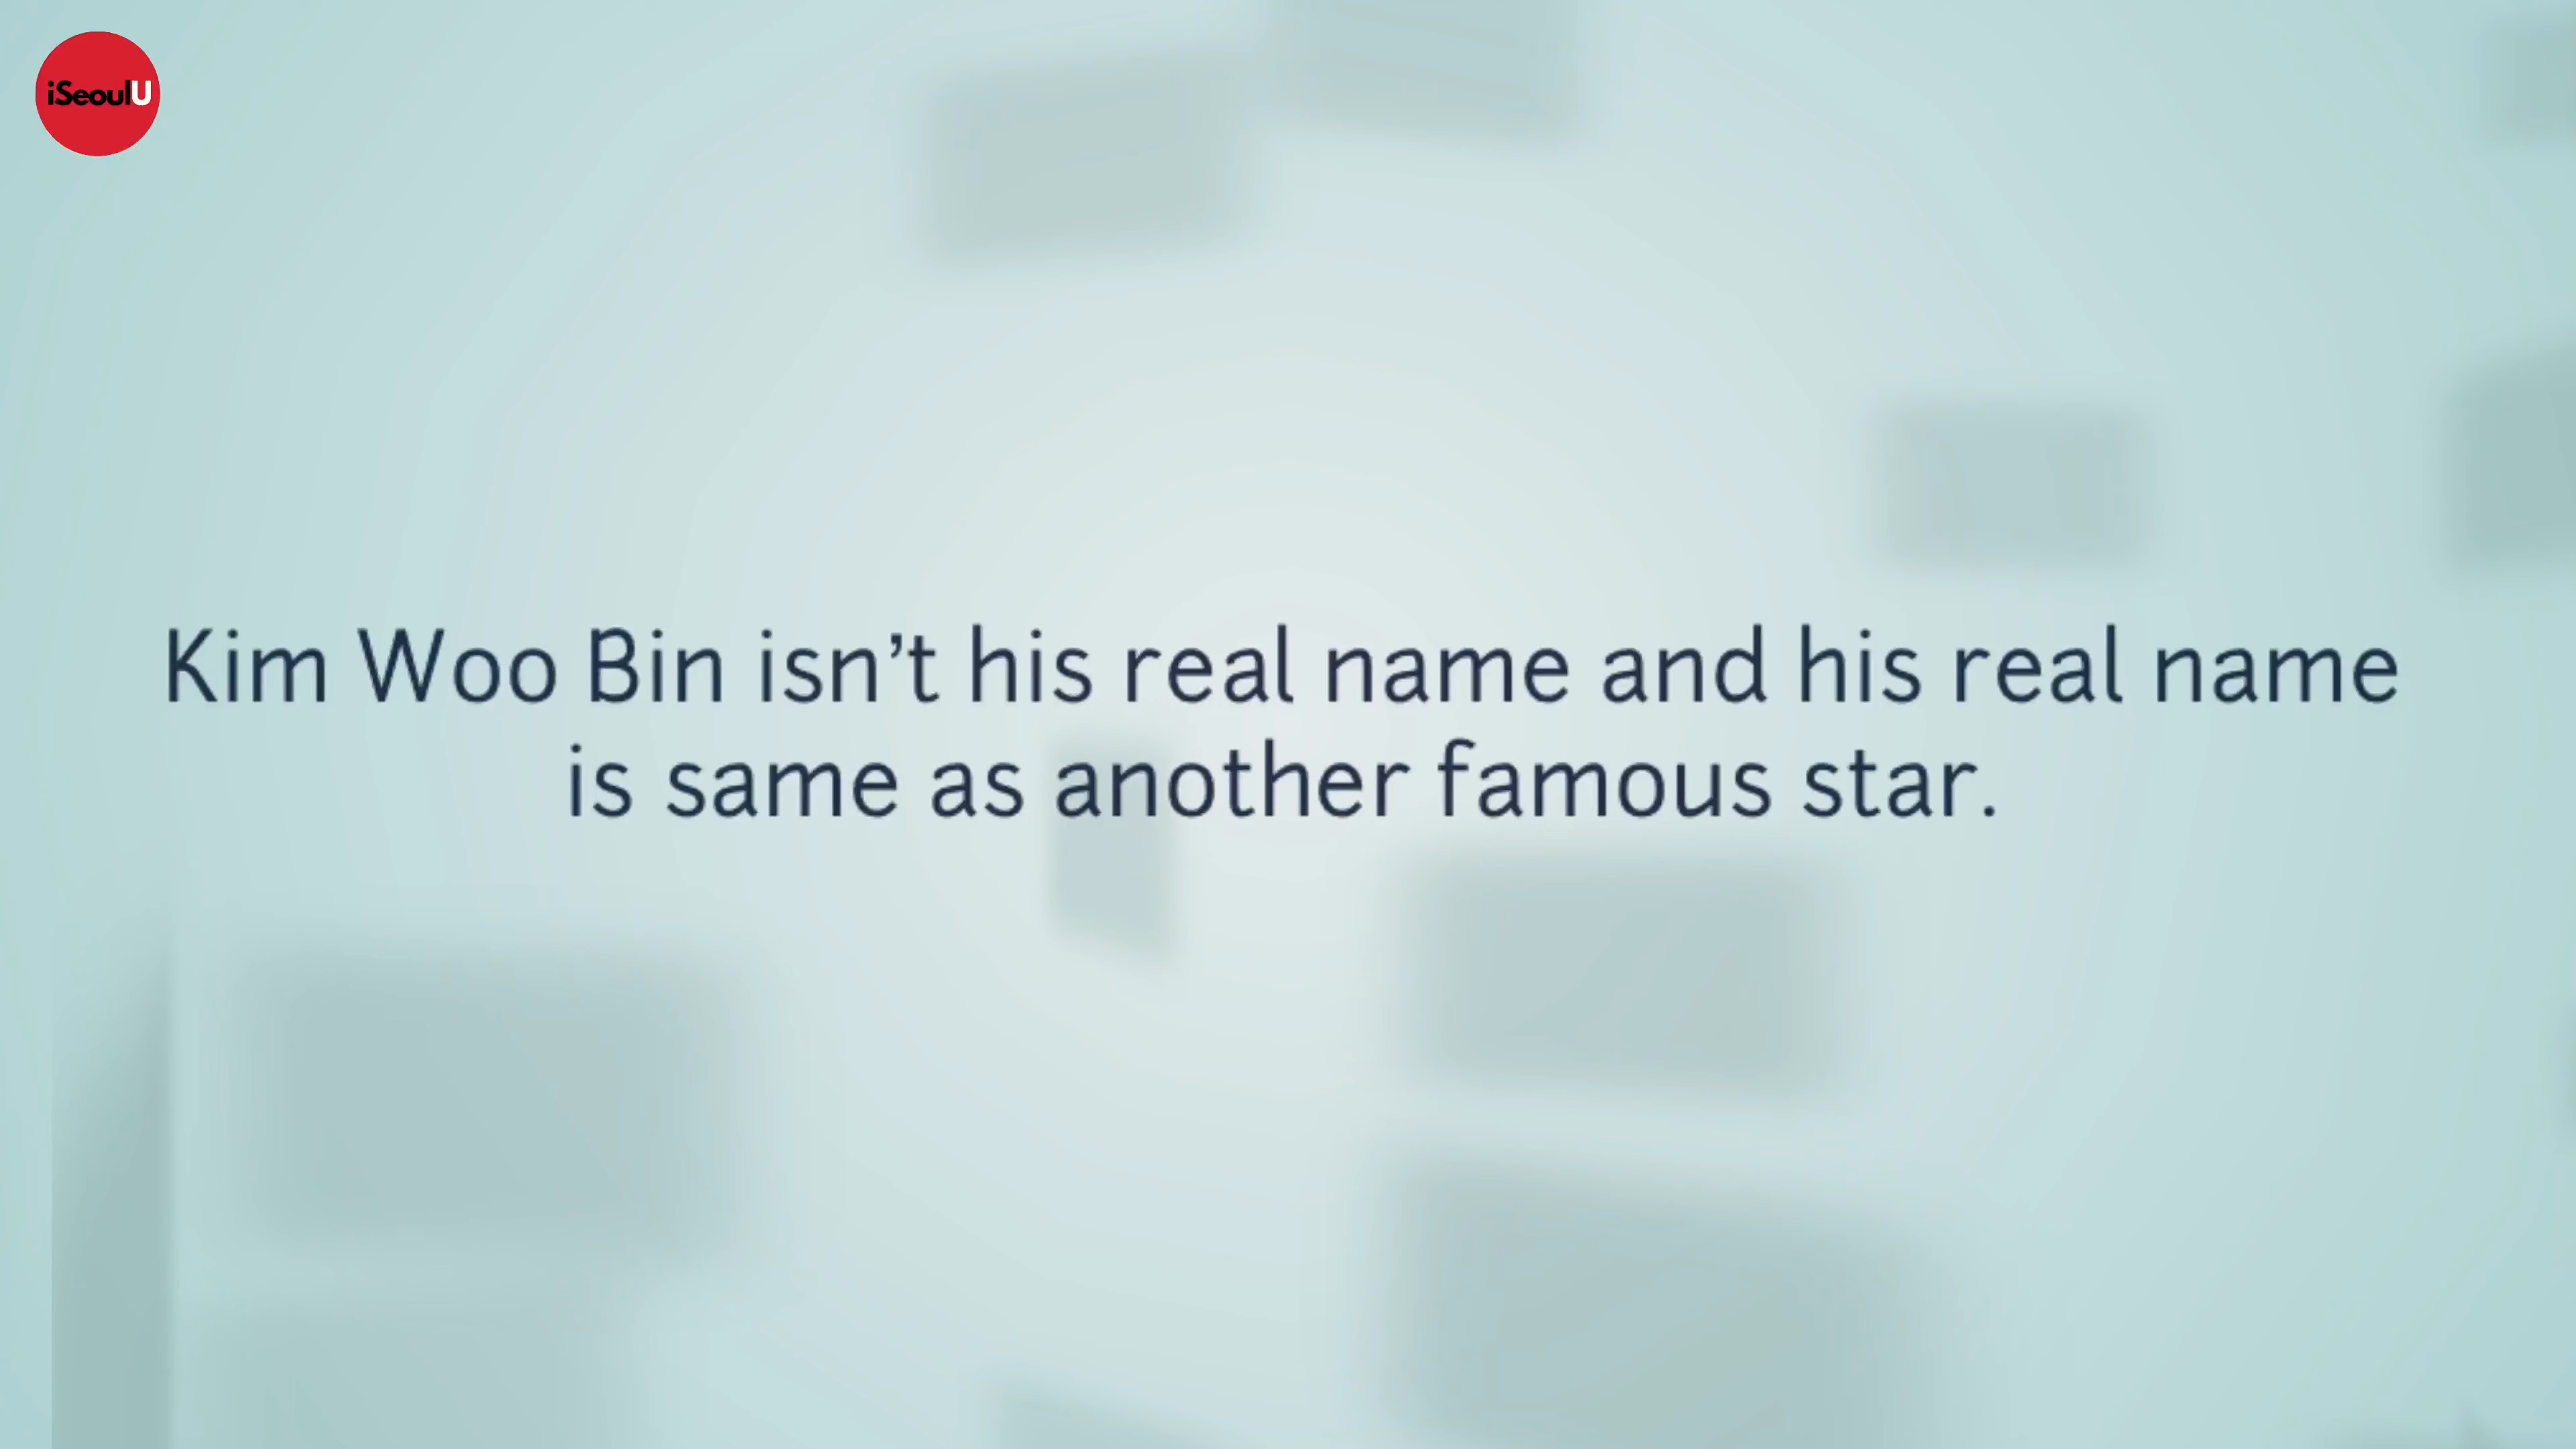 iSeoulU
Kim Woo Bin isn’t his real name and his real name
is same as another famous star.